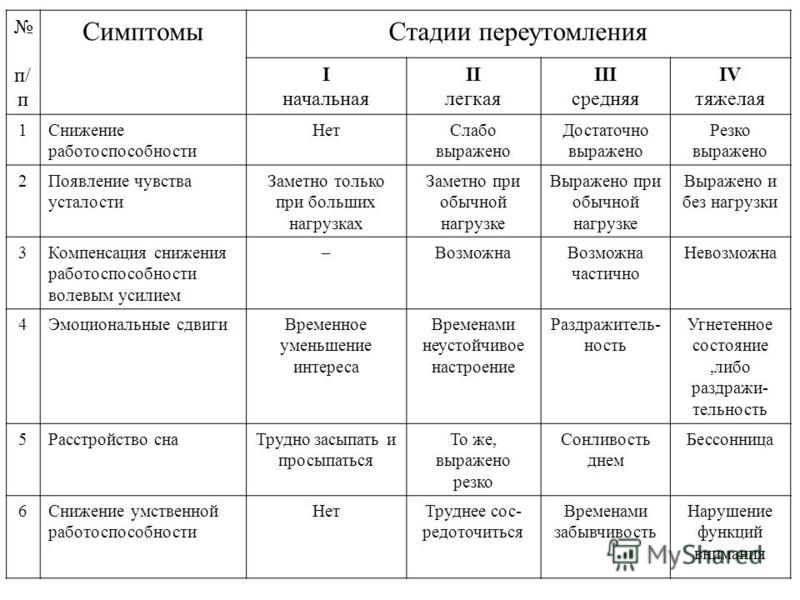 №
п/
п
Симптомы
Стадии переутомления
I
начальная
II
легкая
III
средняя
IV
тяжелая
1
Снижение
работоспособности
Нет
Слабо
выражено
Достаточно
выражено
Резко
выражено
2
Появление чувства
усталости
Заметно только
при больших
нагрузках
Заметно при
обычной
нагрузке
Выражено при
обычной
нагрузке
Выражено и
без нагрузки
3
Компенсация снижения
работоспособности
волевым усилием
–
Возможна
Возможна
частично
Невозможна
4
Эмоциональные сдвиги
Временное
уменьшение
интереса
Временами
неустойчивое
настроение
Раздражитель-
ность
Угнетенное
состояние
,либо
раздражи-
тельность
5
Расстройство сна
Трудно засыпать и
просыпаться
То же,
выражено
резко
Сонливость
днем
Бессонница
6
Снижение умственной
работоспособности
Нет
Труднее сос-
редоточиться
Временами
забывчивость
Нарушение
функций
внимания
MyShared